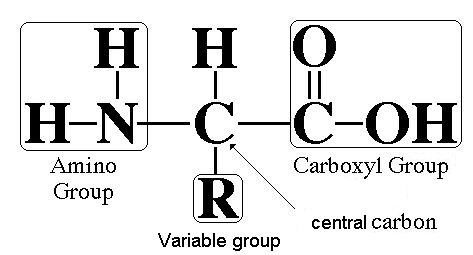 H H O
H-N-C-C-OH
Amino
Group
Carboxyl Group
R
central carbon
Variable group